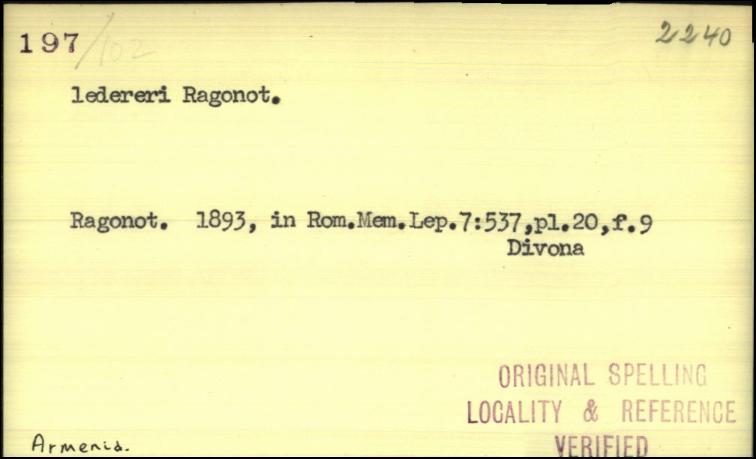 197/102
2240
ledereri Ragonot.
Ragonot. 1893, in Rom.Mem.Lep.7:537,pl.20,f.9
Divona
ORIGINAL SPELLING
LOCALITY & REFERENCE
VERIFIED
Armenia.